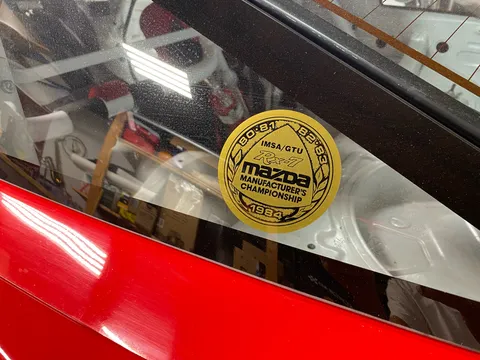 80·81 82·83
IMSA/GTU
Rx-7
mazda
MANUFACTURER'S
CHAMPIONSHIP
1984